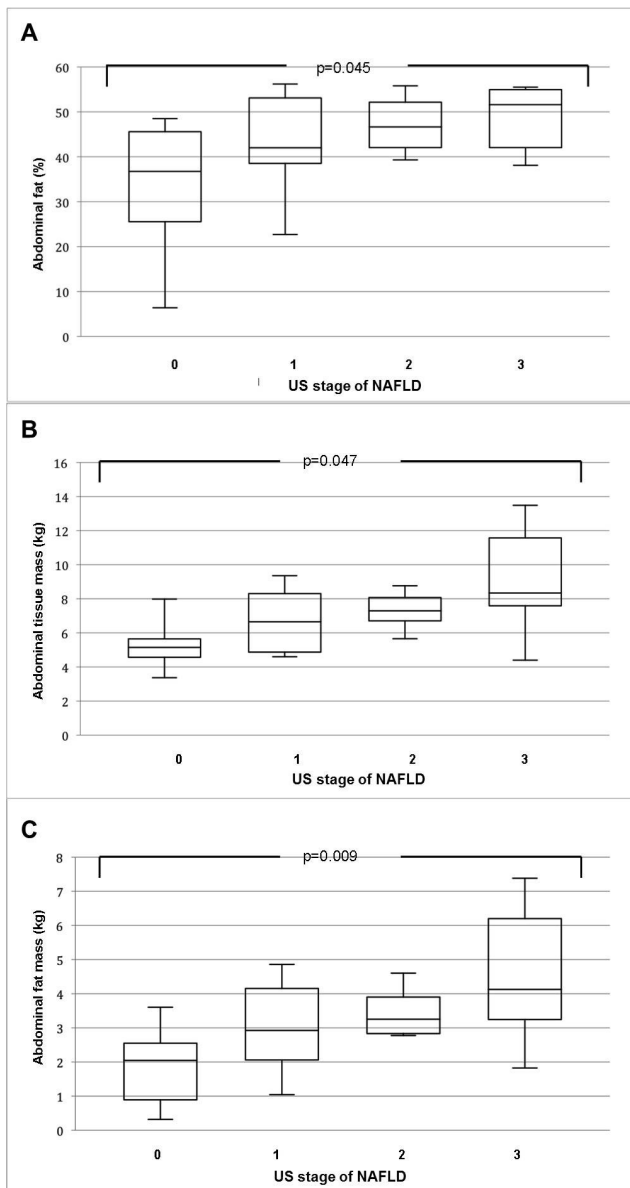 A
p=0.045
60
50
40
30
20
10
0
Abdominal fat (%)
0 1 2 3
US stage of NAFLD
B
p=0.047
16
14
12
10
8
6
4
2
0
Abdominal tissue mass (kg)
0 1 2 3
US stage of NAFLD
C
p=0.009
8
7
6
5
4
3
2
1
0
Abdominal fat mass (kg)
0 1 2 3
US stage of NAFLD